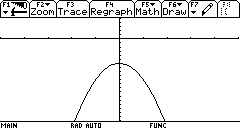 F1 F2 Zoom F3 Trace F4 Regraph F5 Math F6 Draw F7
MAIN RAD AUTO FUNC